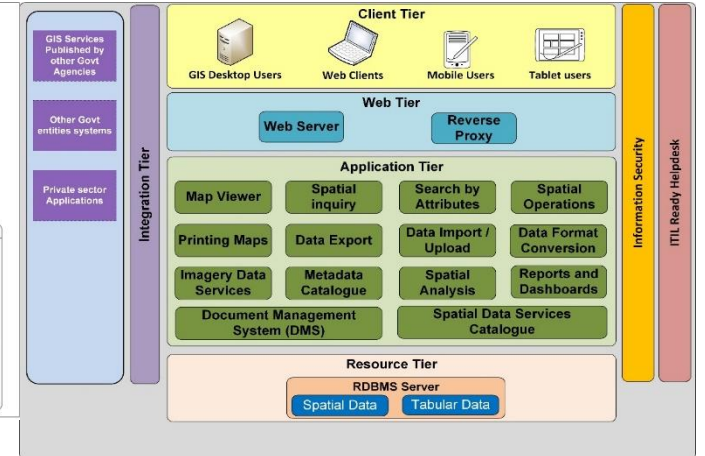 GIS Services
Published by
other Govt
Agencies
Other Govt
entities systems
Private sector
Applications
Integration Tier
Client Tier
GIS Desktop Users
Web Clients
Mobile Users
Tablet users
Web Tier
Web Server
Reverse
Proxy
Application Tier
Map Viewer
Spatial
inquiry
Search by
Attributes
Spatial
Operations
Printing Maps
Data Export
Data Import /
Upload
Data Format
Conversion
Imagery Data
Services
Metadata
Catalogue
Spatial
Analysis
Reports and
Dashboards
Document Management
System (DMS)
Spatial Data Services
Catalogue
Resource Tier
RDBMS Server
Spatial Data
Tabular Data
Information Security
ITIL Ready Helpdesk